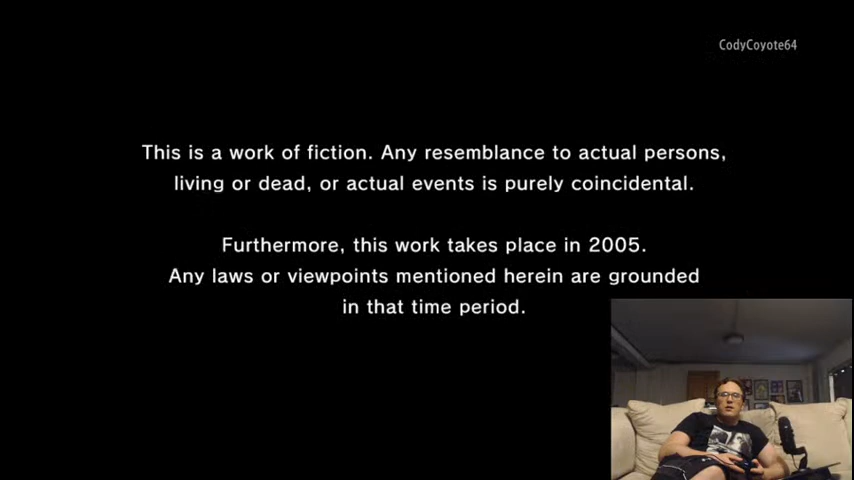 CodyCoyote64
This is a work of fiction. Any resemblance to actual persons,
living or dead, or actual events is purely coincidental.
Furthermore, this work takes place in 2005.
Any laws or viewpoints mentioned herein are grounded
in that time period.